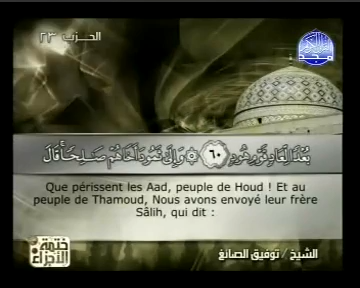 الحزب ٢٣
المجد
بُعْدًا لِّعَادٍ قَوْمِ هُودٍ ٦٠ ۞ وَإِلَىٰ ثَمُودَ أَخَاهُمْ صَـٰلِحًا ۚ قَالَ
Que périssent les Aad, peuple de Houd ! Et au
peuple de Thamoud, Nous avons envoyé leur frère
Sâlih, qui dit :
ختمة
الأجزاء
الشيخ / توفيق الصائغ